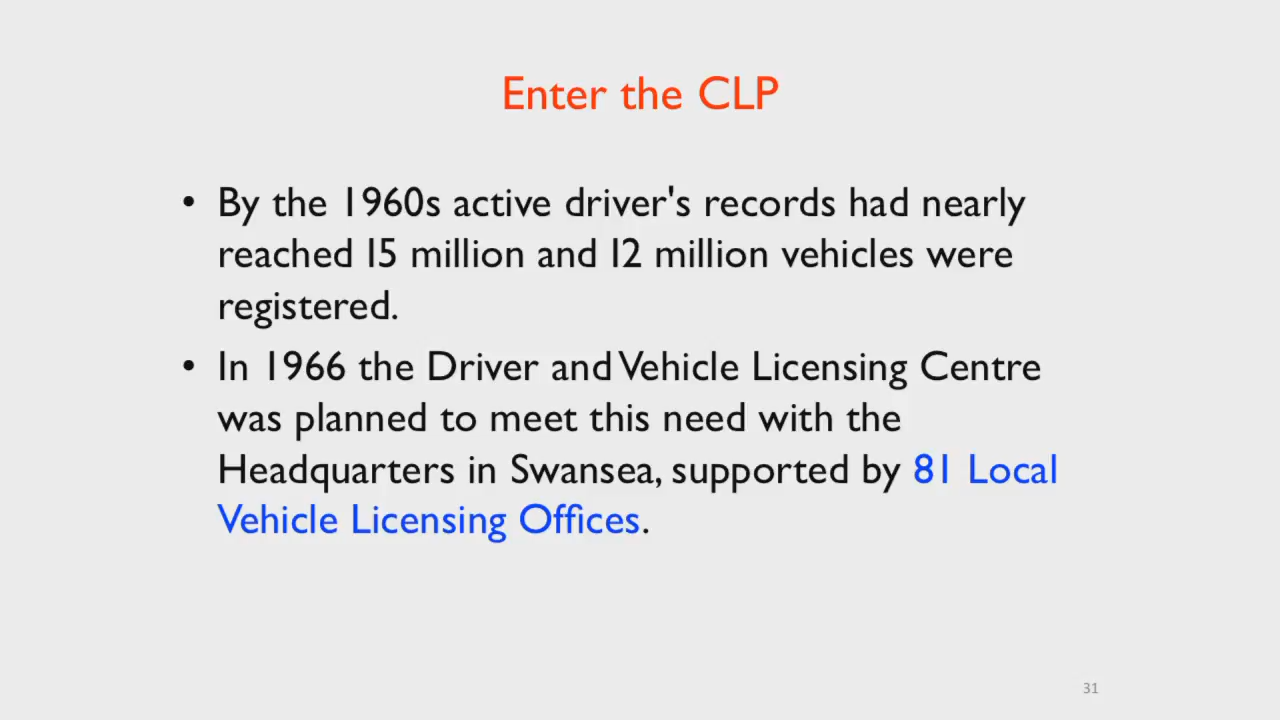 Enter the CLP
• By the 1960s active driver's records had nearly
reached 15 million and 12 million vehicles were
registered.
• In 1966 the Driver and Vehicle Licensing Centre
was planned to meet this need with the
Headquarters in Swansea, supported by 81 Local
Vehicle Licensing Offices.
31